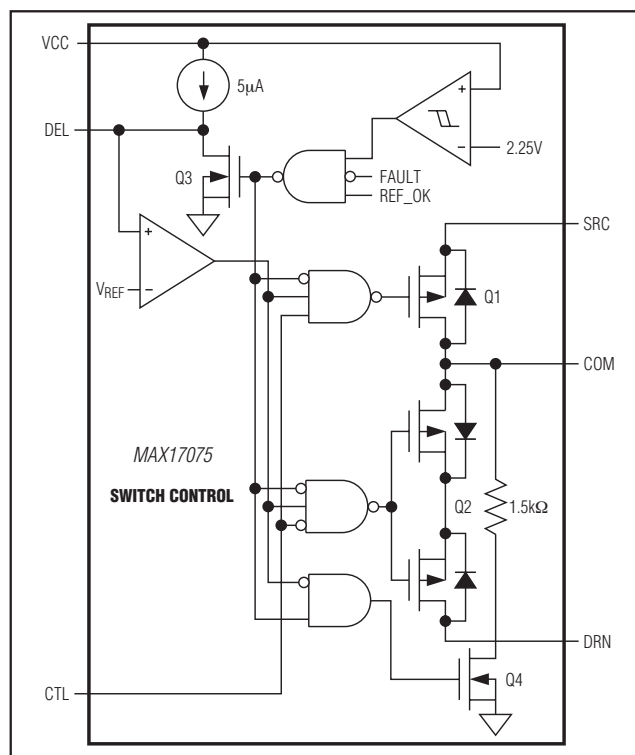 VCC
5μA
DEL
+
−
2.25V
Q3
FAULT
REF_OK
SRC
+
VREF
−
Q1
COM
MAX17075
SWITCH CONTROL
Q2
1.5kΩ
DRN
CTL
Q4